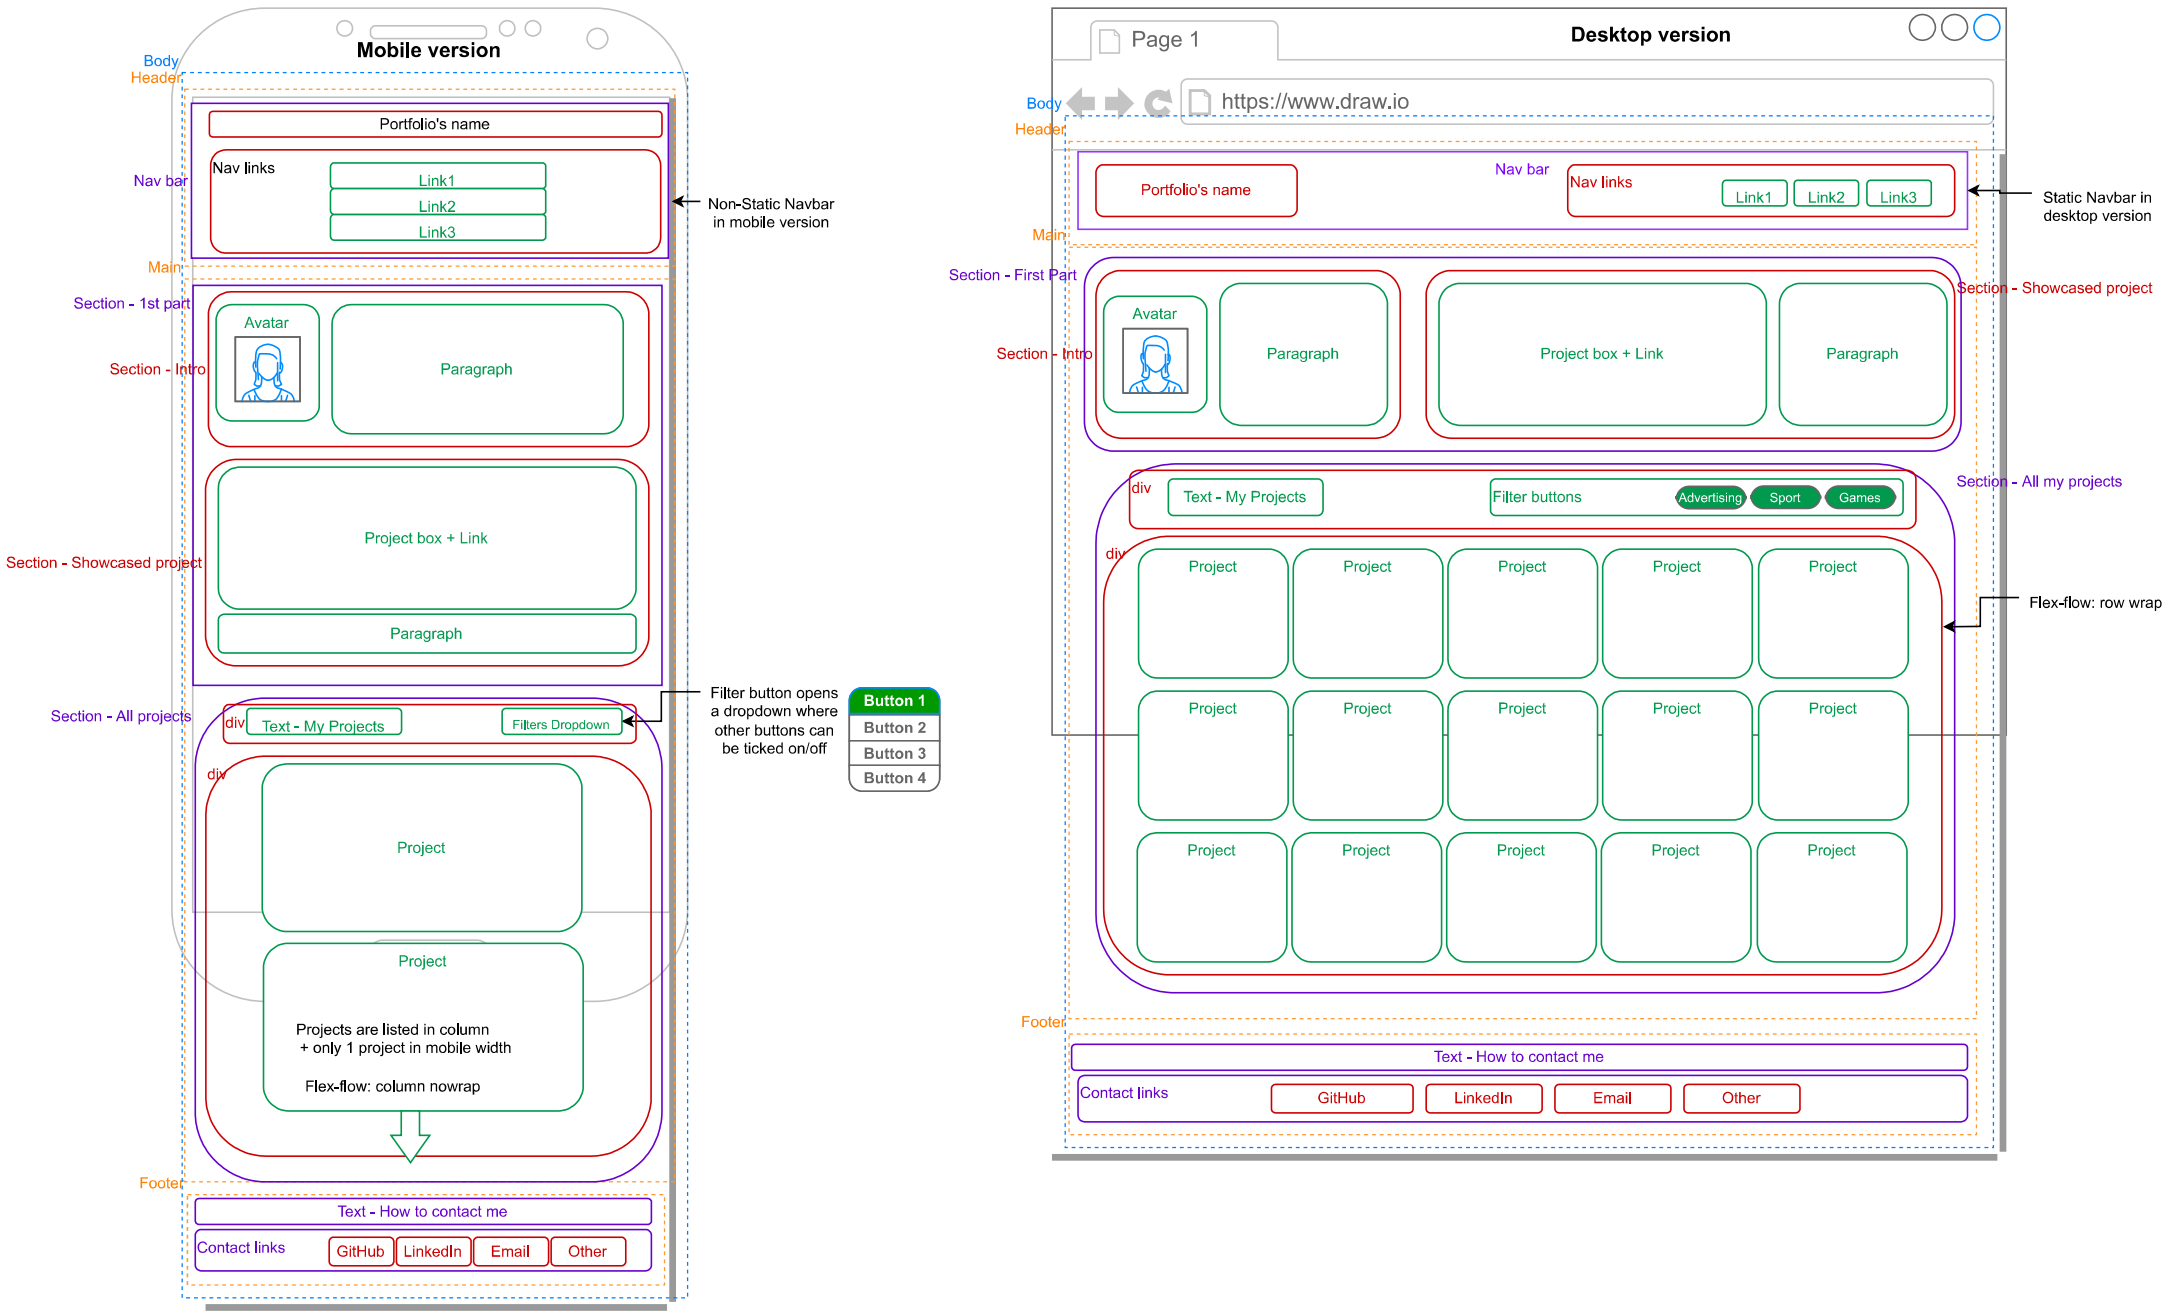 Mobile version
Body
Header
Portfolio's name
Nav links
Nav bar
Link1
Link2
Link3
Non-Static Navbar
in mobile version
Main
Section - 1st part
Avatar
Section - Intro
Paragraph
Project box + Link
Section - Showcased project
Paragraph
Filter button opens
a dropdown where
other buttons can
be ticked on/off
Button 1
Button 2
Button 3
Button 4
Section - All projects
div
Text - My Projects
Filters Dropdown
div
Project
Project
Projects are listed in column
+ only 1 project in mobile width
Flex-flow: column nowrap
Footer
Text - How to contact me
Contact links
GitHub
LinkedIn
Email
Other
Page 1
Desktop version
https://www.draw.io
Body
Header
Nav bar
Portfolio's name
Nav links
Link1
Link2
Link3
Static Navbar in
desktop version
Main
Section - First Part
Section - Showcased project
Avatar
Section - Intro
Paragraph
Project box + Link
Paragraph
Section - All my projects
div
Text - My Projects
Filter buttons
Advertising
Sport
Games
div
Project
Project
Project
Project
Project
Flex-flow: row wrap
Project
Project
Project
Project
Project
Project
Project
Project
Project
Project
Footer
Text - How to contact me
Contact links
GitHub
LinkedIn
Email
Other